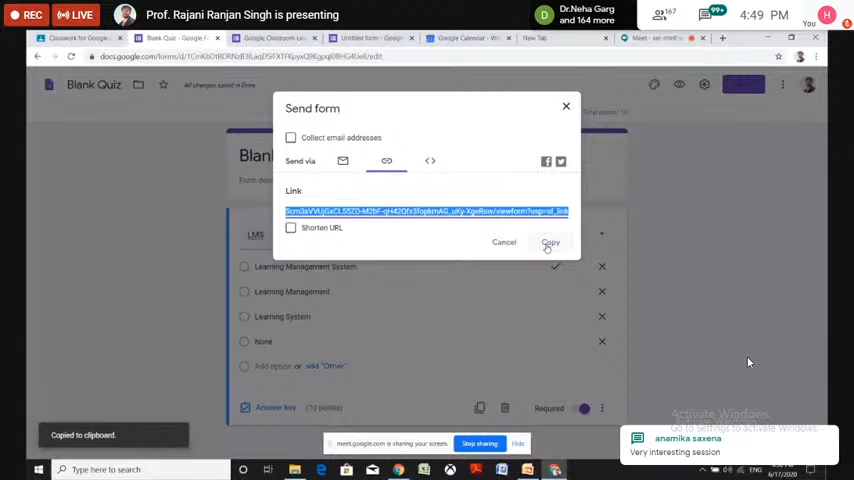 REC
LIVE
Prof. Rajani Ranjan Singh is presenting
D
Dr.Neha Garg
and 164 more
167
99+
4:49 PM
You
H
Classwork for Google
Blank Quiz - Google F
Google Classroom Le
Untitled form - Google
Google Calendar - W
New Tab
Meet -
docs.google.com/forms/d/
Blank Quiz
All changes saved in Drive
Send form
Collect email addresses
Send via
Link
Shorten URL
Cancel
Copy
Blank
LMS
Learning Management System
Learning Management
Learning System
None
Add option or add "Other"
Answer key
(10 points)
Required
Copied to clipboard.
meet.google.com is sharing your screen.
Stop sharing
Hide
Activate Windows
Go to Settings to activate Windows.
anamika saxena
Very interesting session
Type here to search
ENG
6/17/2020